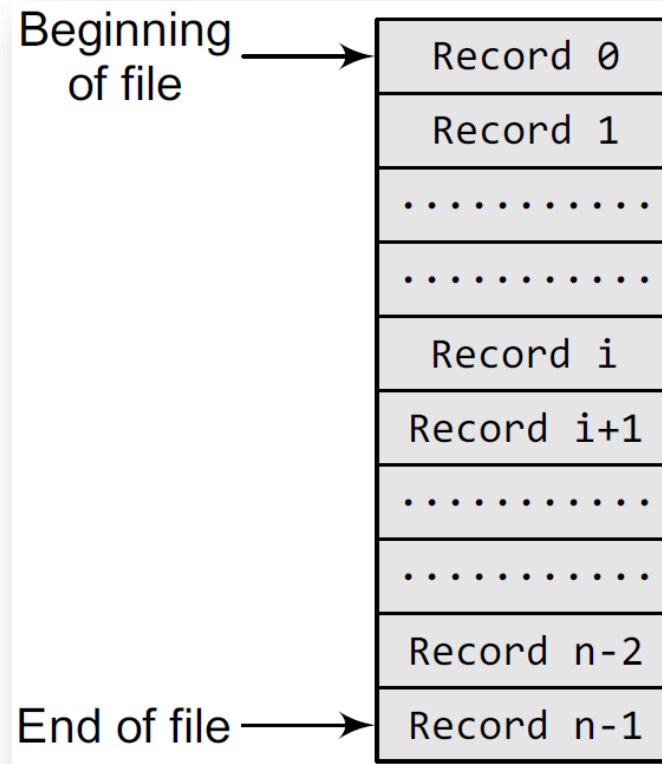 Beginning
of file
Record 0
Record 1
...........
...........
Record i
Record i+1
...........
...........
Record n-2
End of file
Record n-1